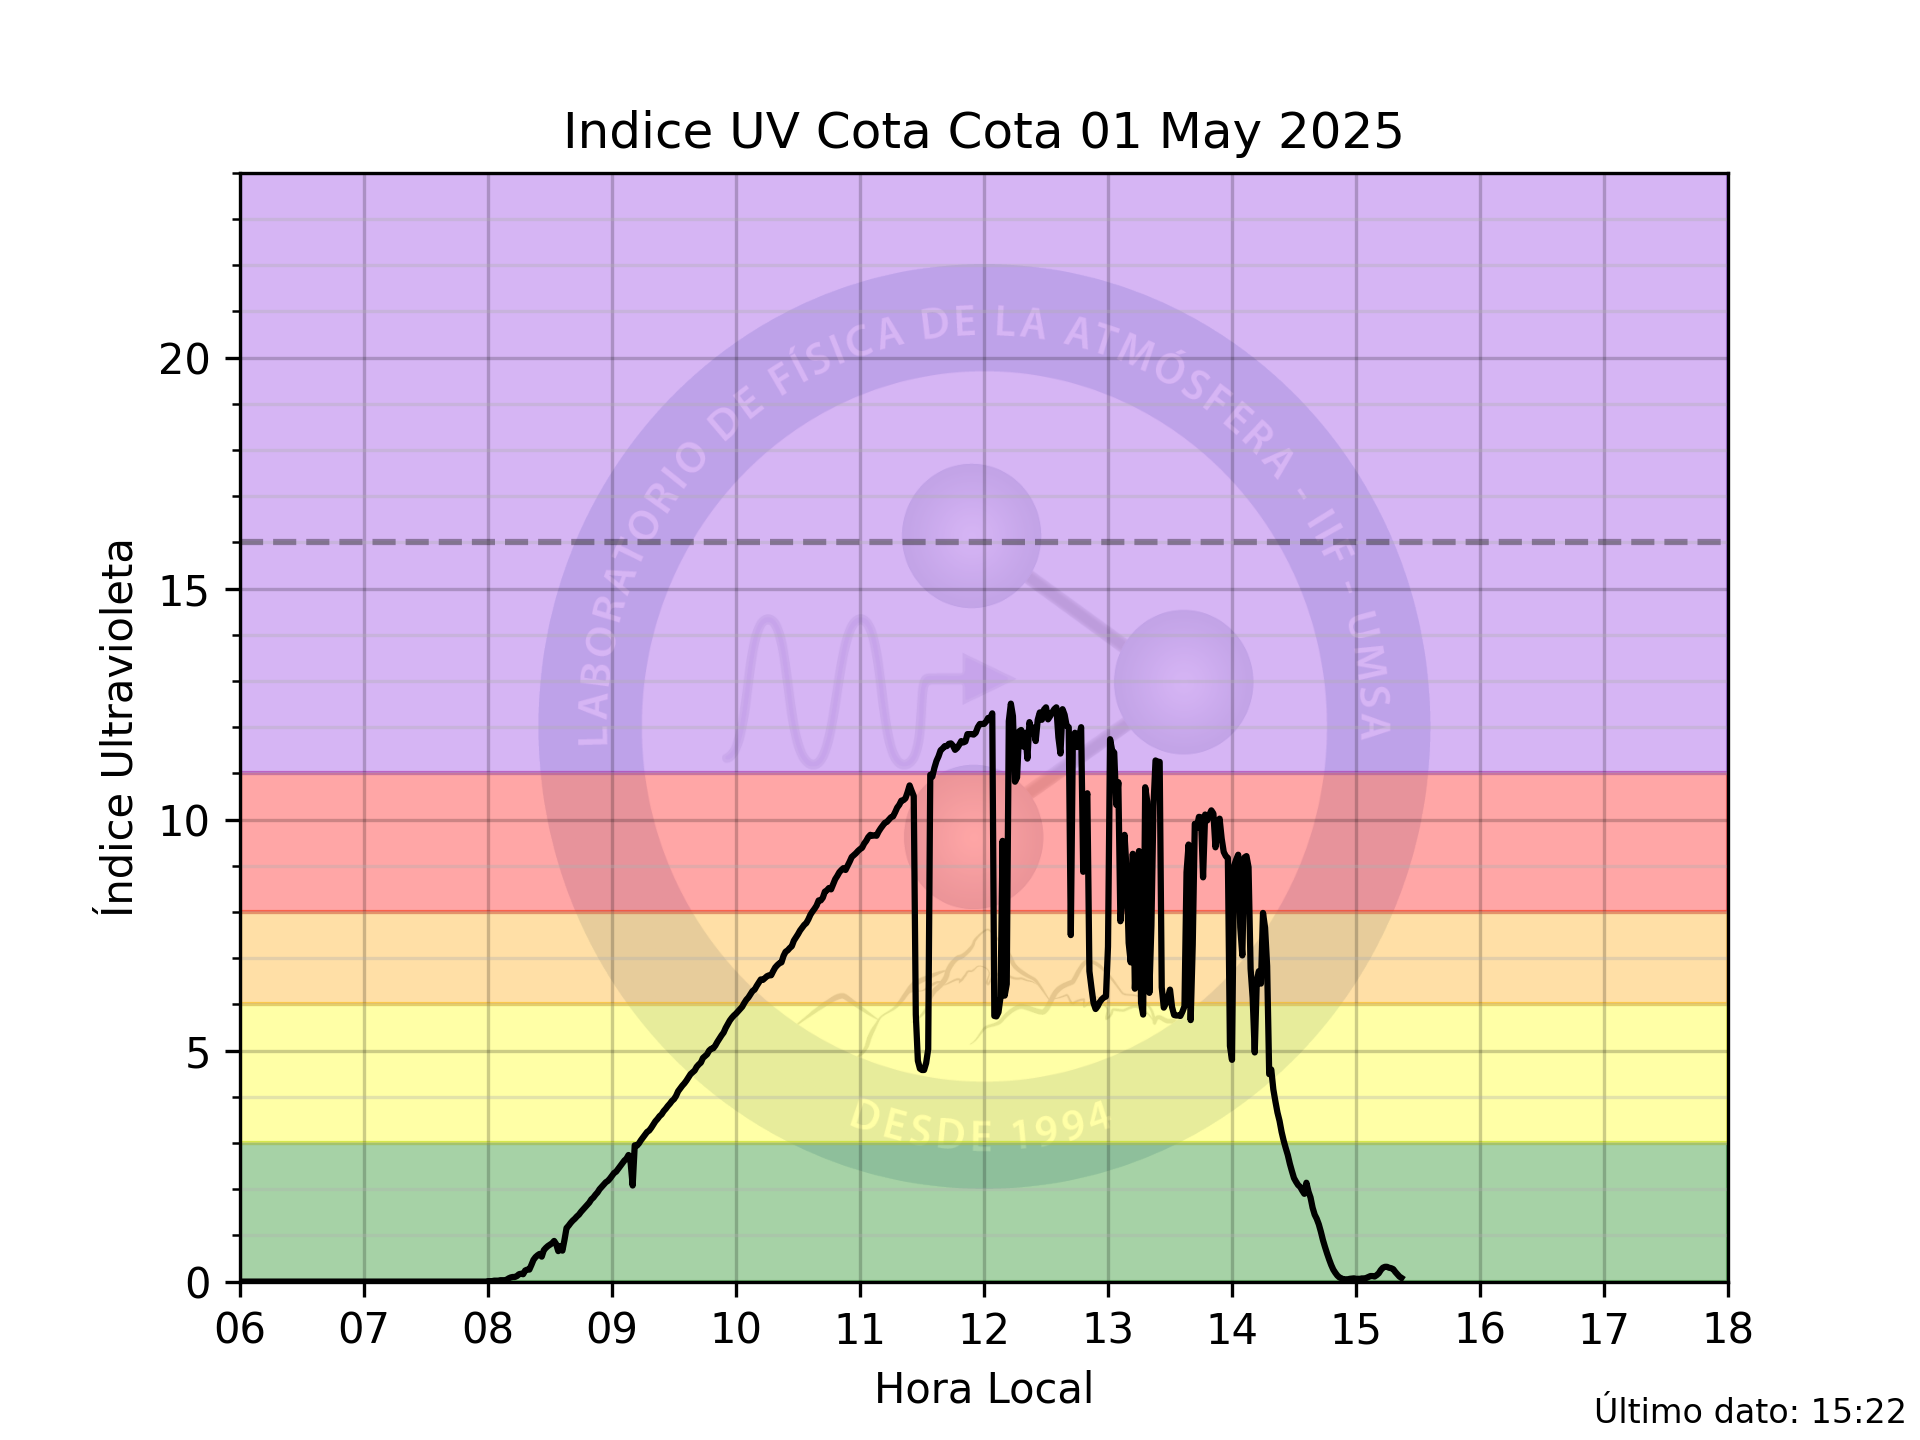 Indice UV Cota Cota 01 May 2025
LABORATORIO DE FÍSICA DE LA ATMÓSFERA - IIF - UMSA
DESDE 1994
Índice Ultravioleta
20
15
10
5
0
06 07 08 09 10 11 12 13 14 15 16 17 18
Hora Local
Último dato: 15:22